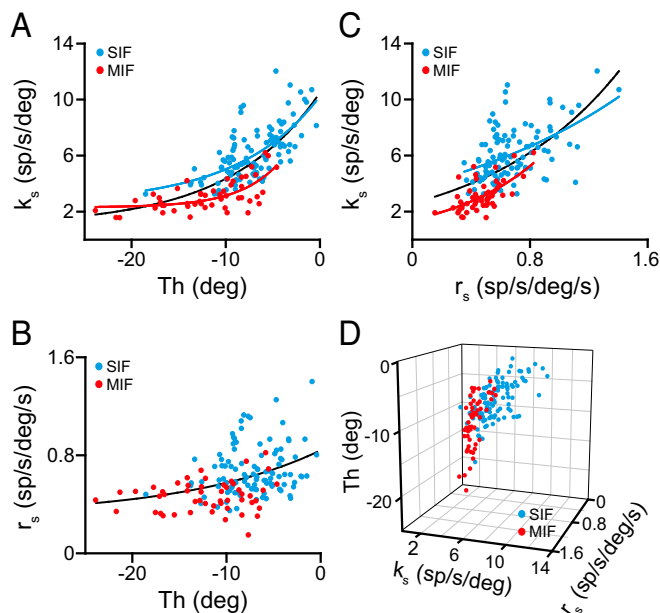 A
14
SIF
MIF
10
6
2
k_s (sp/s/deg)
-20
-10
0
Th (deg)
C
14
SIF
MIF
10
6
2
k_s (sp/s/deg)
0
0.8
1.6
r_s (sp/s/deg/s)
B
1.6
SIF
MIF
0.8
0
r_s (sp/s/deg/s)
-20
-10
0
Th (deg)
D
0
-10
-20
Th (deg)
SIF
MIF
2
6
10
14
k_s (sp/s/deg)
0
0.8
1.6
r_s (sp/s/deg/s)